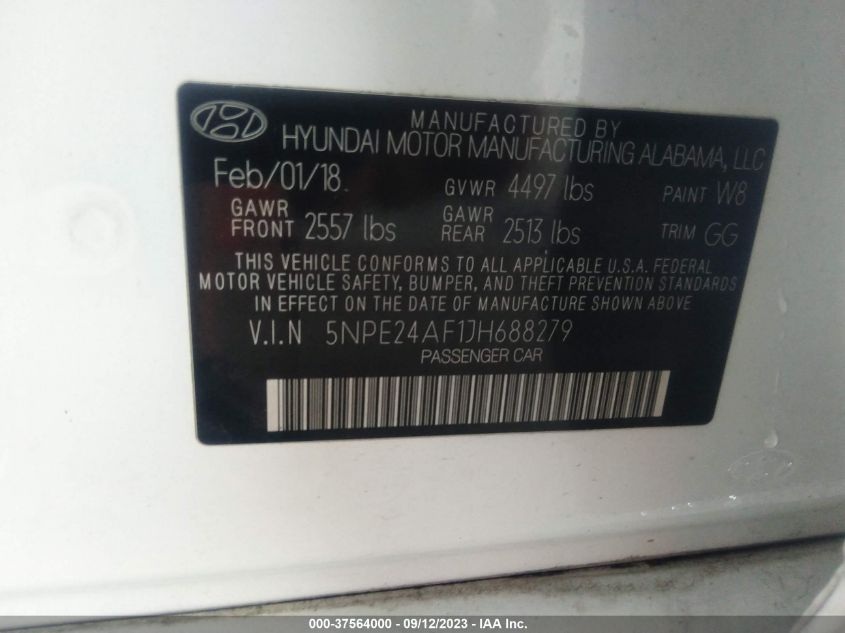 MANUFACTURED BY
HYUNDAI MOTOR MANUFACTURING ALABAMA, LLC
Feb/01/18 GVWR 4497 lbs PAINT W8
GAWR FRONT 2557 lbs GAWR REAR 2513 lbs TRIM GG
THIS VEHICLE CONFORMS TO ALL APPLICABLE U.S.A. FEDERAL
MOTOR VEHICLE SAFETY, BUMPER, AND THEFT PREVENTION STANDARDS
IN EFFECT ON THE DATE OF MANUFACTURE SHOWN ABOVE.
V.I.N 5NPE24AF1JH688279
PASSENGER CAR
000-37564000 - 09/12/2023 - IAA Inc.